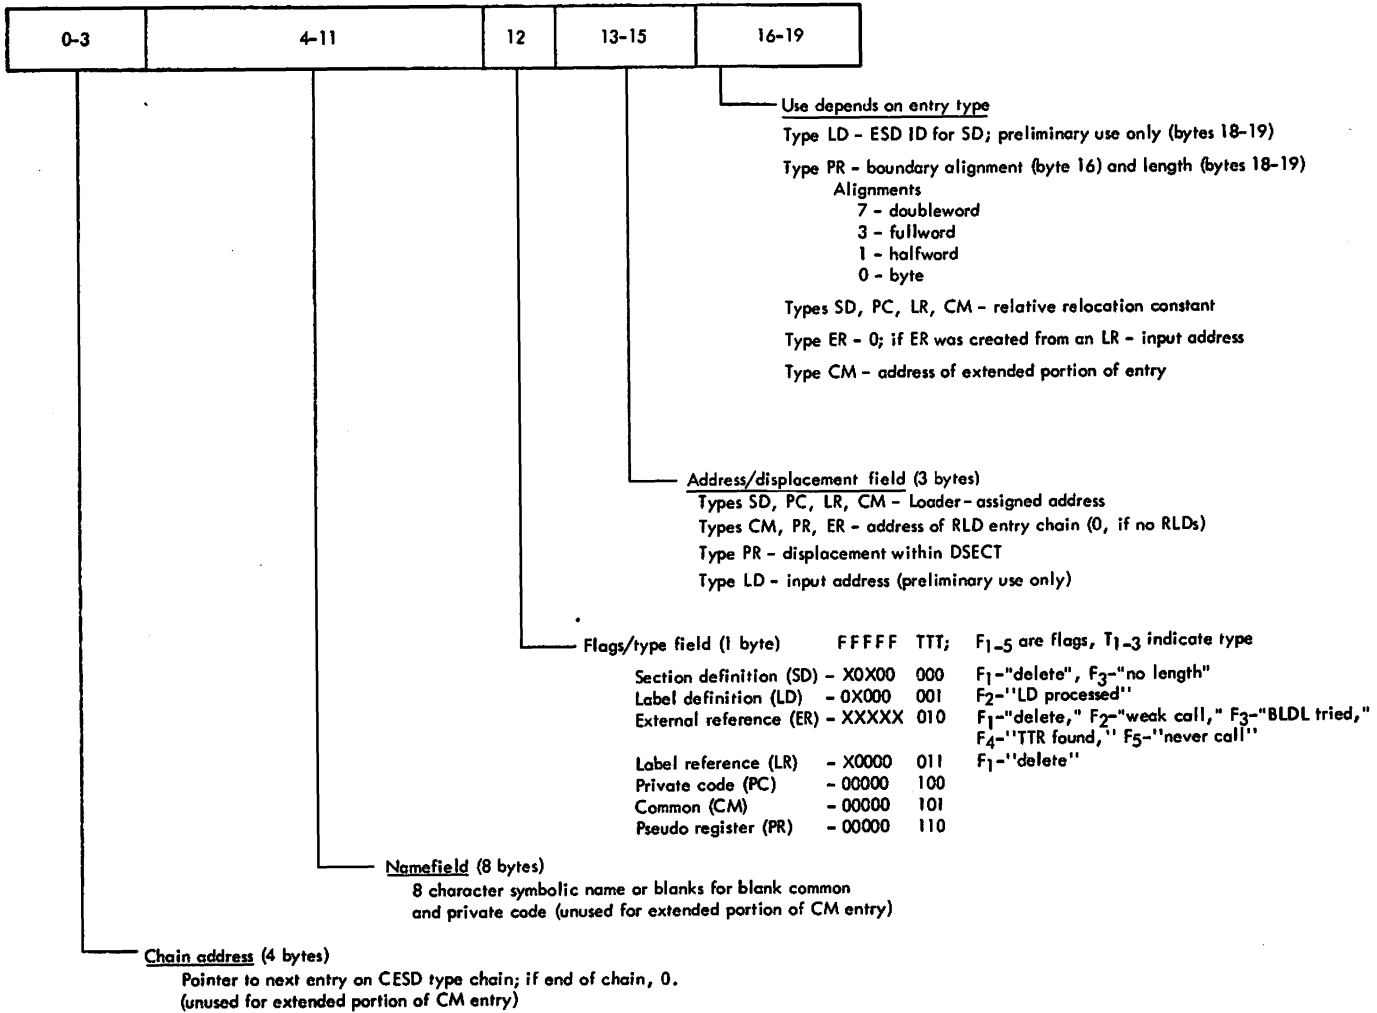 0-3 4-11 12 13-15 16-19
Use depends on entry type
Type LD - ESD ID for SD; preliminary use only (bytes 18-19)
Type PR - boundary alignment (byte 16) and length (bytes 18-19)
Alignments
7 - doubleword
3 - fullword
1 - halfword
0 - byte
Types SD, PC, LR, CM - relative relocation constant
Type ER - 0; if ER was created from an LR - input address
Type CM - address of extended portion of entry
Address/displacement field (3 bytes)
Types SD, PC, LR, CM - Loader-assigned address
Types CM, PR, ER - address of RLD entry chain (0, if no RLDs)
Type PR - displacement within DSECT
Type LD - input address (preliminary use only)
Flags/type field (1 byte) FFFFF TTT; F1-5 are flags, T1-3 indicate type
Section definition (SD) - X0X00 000 F1-"delete", F3-"no length"
Label definition (LD) - 0X000 001 F2-"LD processed"
External reference (ER) - XXXXX 010 F1-"delete," F2-"weak call," F3-"BLDL tried,"
F4-"TTR found," F5-"never call"
Label reference (LR) - X0000 011 F1-"delete"
Private code (PC) - 00000 100
Common (CM) - 00000 101
Pseudo register (PR) - 00000 110
Namefield (8 bytes)
8 character symbolic name or blanks for blank common
and private code (unused for extended portion of CM entry)
Chain address (4 bytes)
Pointer to next entry on CESD type chain; if end of chain, 0.
(unused for extended portion of CM entry)